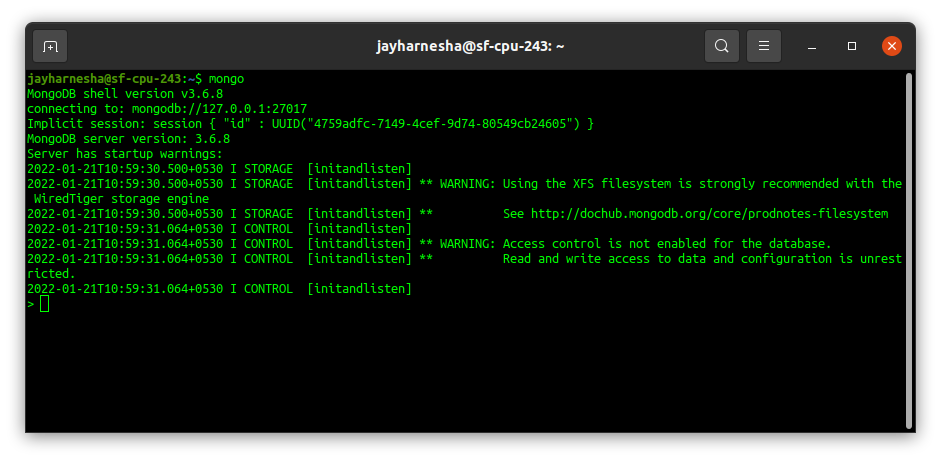 jayharnesha@sf-cpu-243: ~
jayharnesha@sf-cpu-243:~$ mongo
MongoDB shell version v3.6.8
connecting to: mongodb://127.0.0.1:27017
Implicit session: session { "id" : UUID("4759adfc-7149-4cef-9d74-80549cb24605") }
MongoDB server version: 3.6.8
Server has startup warnings:
2022-01-21T10:59:30.500+0530 I STORAGE  [initandlisten]
2022-01-21T10:59:30.500+0530 I STORAGE  [initandlisten] ** WARNING: Using the XFS filesystem is strongly recommended with the
 WiredTiger storage engine
2022-01-21T10:59:30.500+0530 I STORAGE  [initandlisten] **          See http://dochub.mongodb.org/core/prodnotes-filesystem
2022-01-21T10:59:31.064+0530 I CONTROL  [initandlisten]
2022-01-21T10:59:31.064+0530 I CONTROL  [initandlisten] ** WARNING: Access control is not enabled for the database.
2022-01-21T10:59:31.064+0530 I CONTROL  [initandlisten] **          Read and write access to data and configuration is unrest
ricted.
2022-01-21T10:59:31.064+0530 I CONTROL  [initandlisten]
>